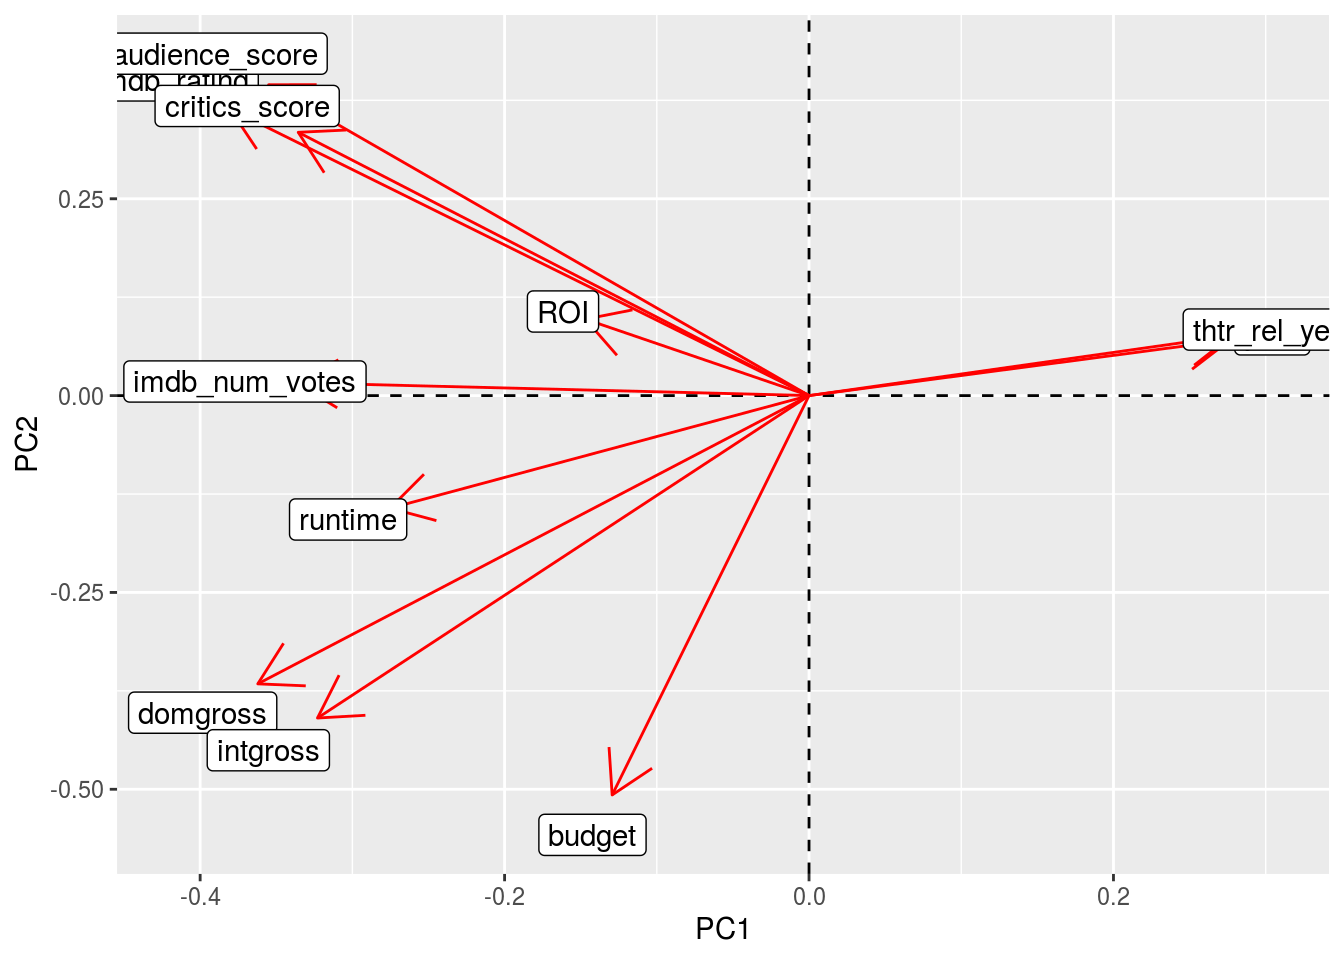 audience_score
critics_score
0.25
ROI
thtr_rel_ye
imdb_num_votes
0.00
runtime
-0.25
domgross
intgross
-0.50
budget
-0.4
-0.2
0.0
0.2
PC1
PC2